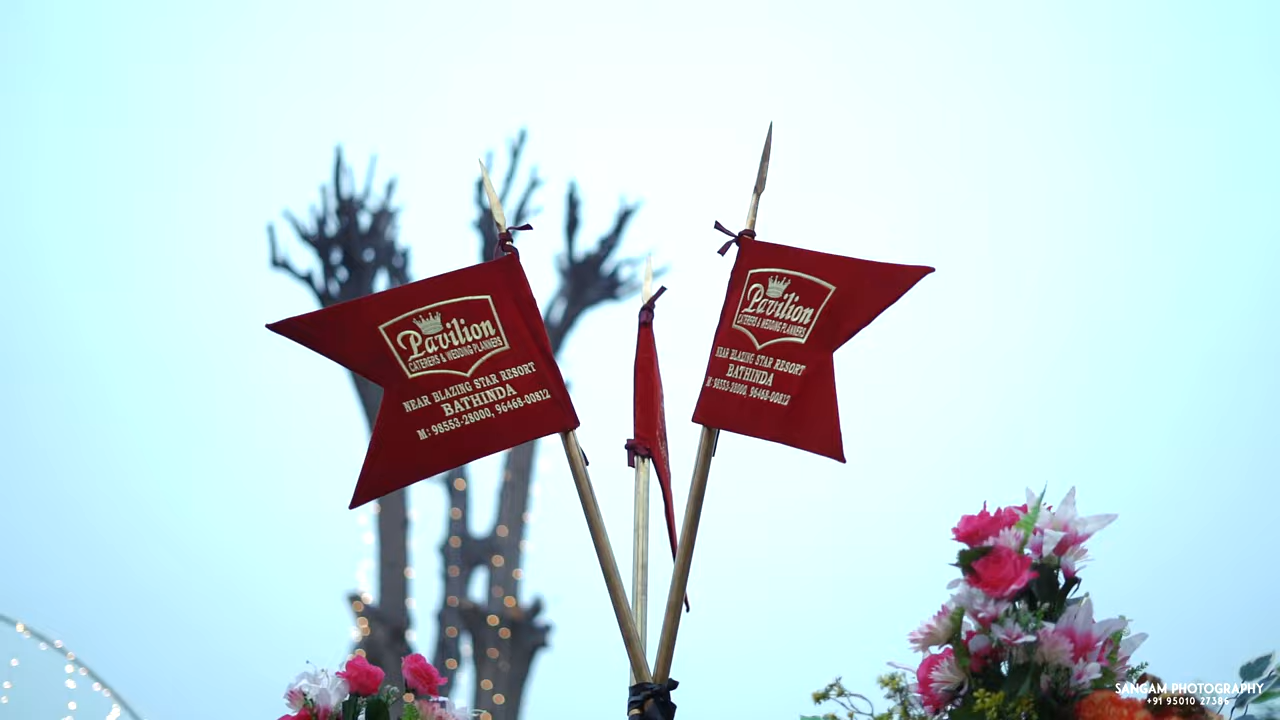 Pavilion
CATERERS & WEDDING PLANNERS
NEAR BLAZING STAR RESORT
BATHINDA
M: 98553-28000, 96468-00812
Pavilion
CATERERS & WEDDING PLANNERS
NEAR BLAZING STAR RESORT
BATHINDA
M: 98553-28000, 96468-00812
SANGAM PHOTOGRAPHY
+91 95010 27386